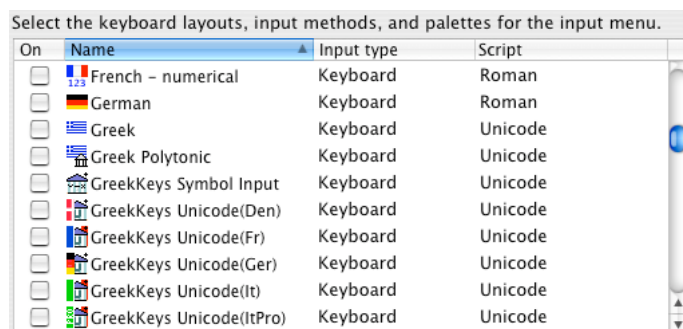 Select the keyboard layouts, input methods, and palettes for the input menu.
On Name Input type Script
123 French – numerical Keyboard Roman
German Keyboard Roman
Greek Keyboard Unicode
Greek Polytonic Keyboard Unicode
GreekKeys Symbol Input Keyboard Unicode
GreekKeys Unicode(Den) Keyboard Unicode
GreekKeys Unicode(Fr) Keyboard Unicode
GreekKeys Unicode(Ger) Keyboard Unicode
GreekKeys Unicode(It) Keyboard Unicode
GreekKeys Unicode(ItPro) Keyboard Unicode